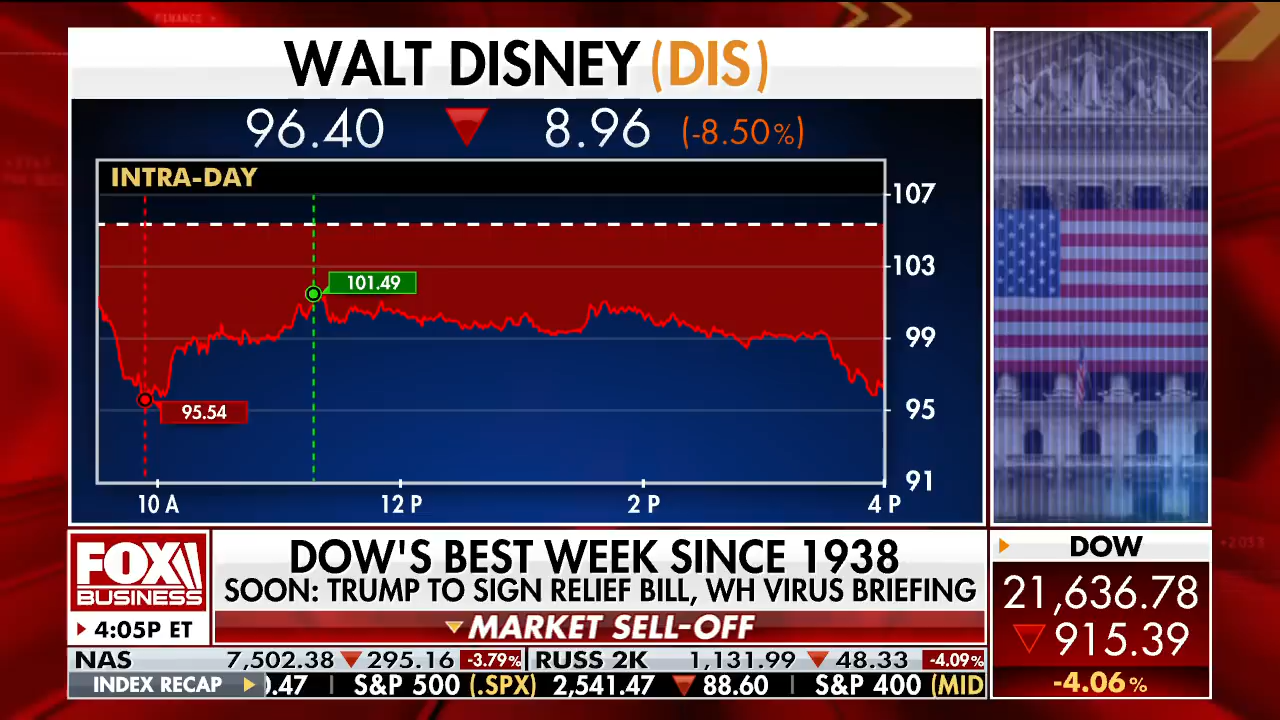 WALT DISNEY (DIS)
96.40 8.96 (-8.50%)
INTRA-DAY
107
103
101.49
99
95.54
95
91
10 A 12 P 2 P 4 P
FOX
BUSINESS
4:05P ET
DOW'S BEST WEEK SINCE 1938
SOON: TRUMP TO SIGN RELIEF BILL, WH VIRUS BRIEFING
MARKET SELL-OFF
DOW
21,636.78
915.39
-4.06%
NAS 7,502.38 295.16 -3.79% RUSS 2K 1,131.99 48.33 -4.09%
INDEX RECAP ).47 | S&P 500 (.SPX) 2,541.47 88.60 | S&P 400 (MID